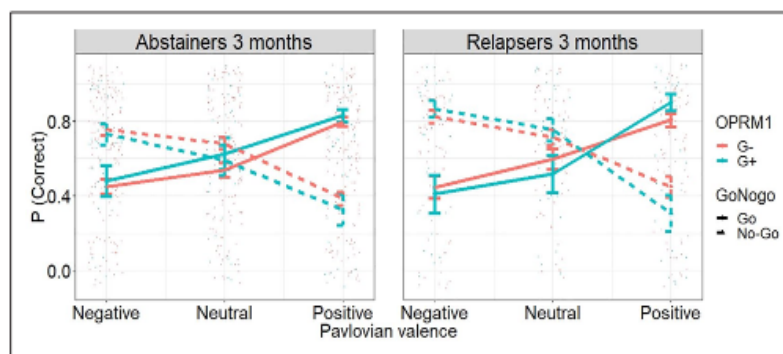 Abstainers 3 months
Relapsers 3 months
P (Correct)
0.8
0.4
0.0
Negative
Neutral
Positive
Negative
Neutral
Positive
Pavlovian valence
OPRM1
G-
G+
GoNogo
Go
No-Go